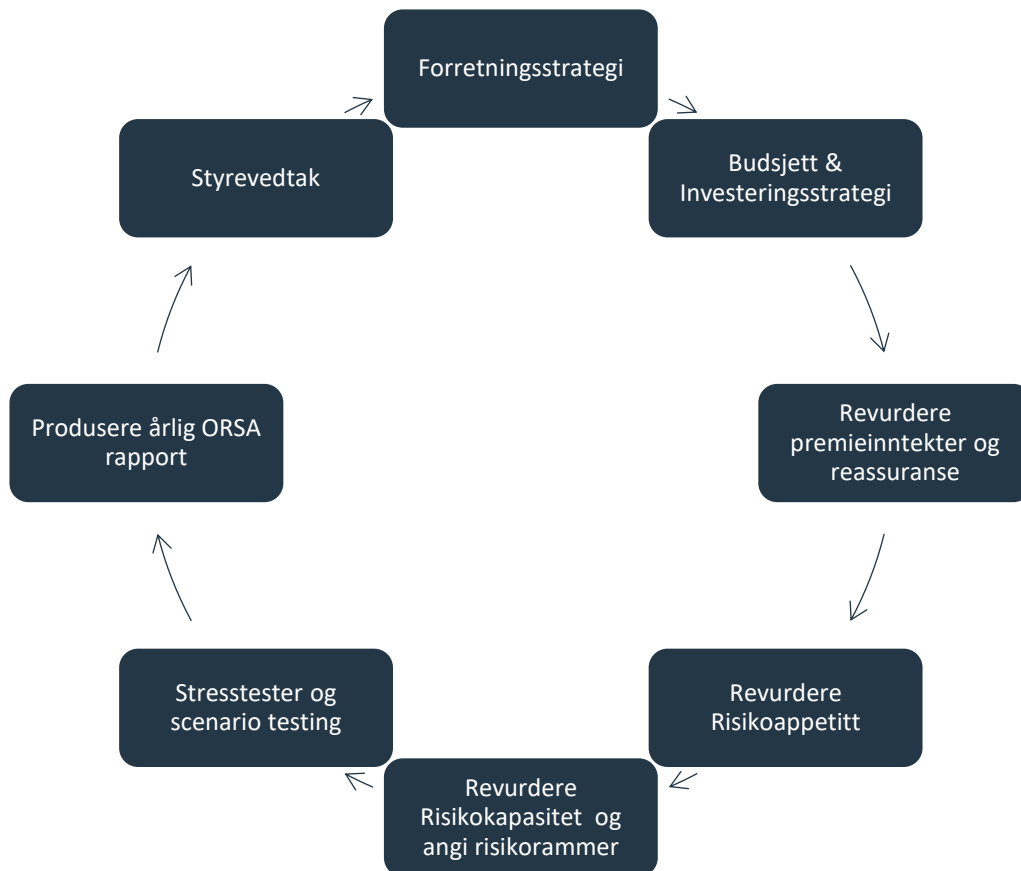 Forretningsstrategi
Budsjett &
Investeringsstrategi
Revurdere
premieinntekter og
reassuranse
Revurdere
Risikoappetitt
Revurdere
Risikokapasitet  og
angi risikorammer
Stresstester og
scenario testing
Produsere årlig ORSA
rapport
Styrevedtak